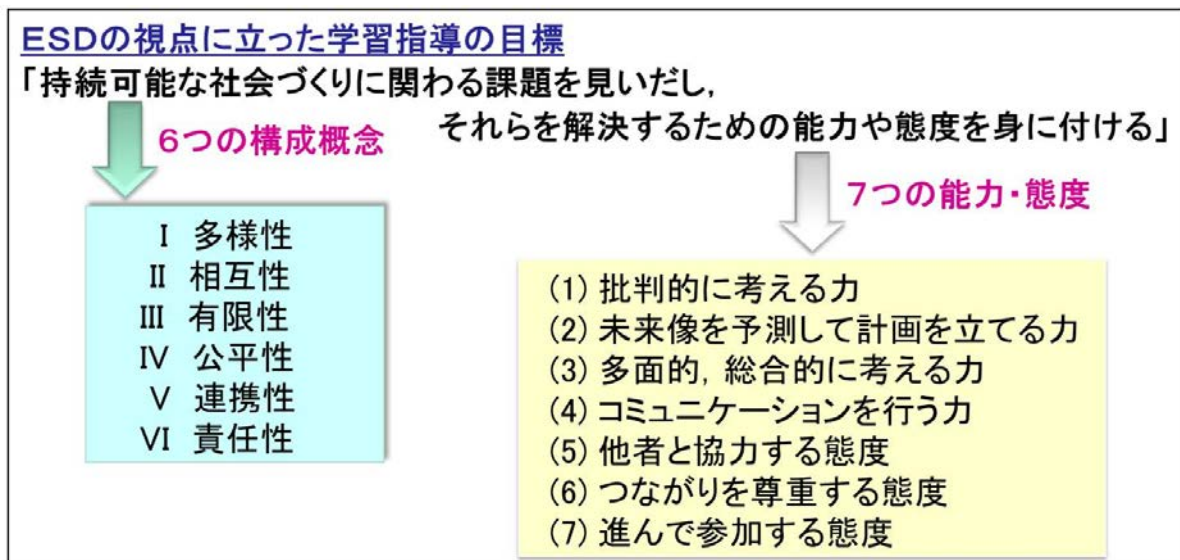 ESDの視点に立った学習指導の目標
「持続可能な社会づくりに関わる課題を見いだし,
それらを解決するための能力や態度を身に付ける」
6つの構成概念
I 多様性
II 相互性
III 有限性
IV 公平性
V 連携性
VI 責任性
7つの能力・態度
(1) 批判的に考える力
(2) 未来像を予測して計画を立てる力
(3) 多面的, 総合的に考える力
(4) コミュニケーションを行う力
(5) 他者と協力する態度
(6) つながりを尊重する態度
(7) 進んで参加する態度